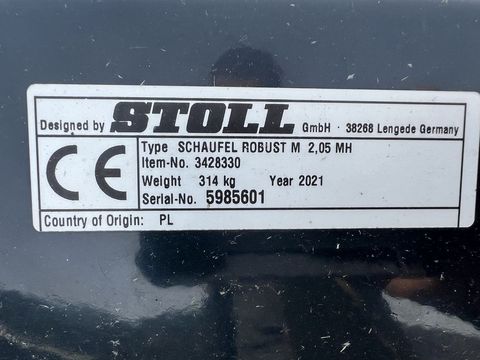 Designed by STOLL GmbH · 38268 Lengede Germany
CE Type SCHAUFEL ROBUST M 2,05 MH
Item-No. 3428330
Weight 314 kg Year 2021
Serial-No. 5985601
Country of Origin: PL